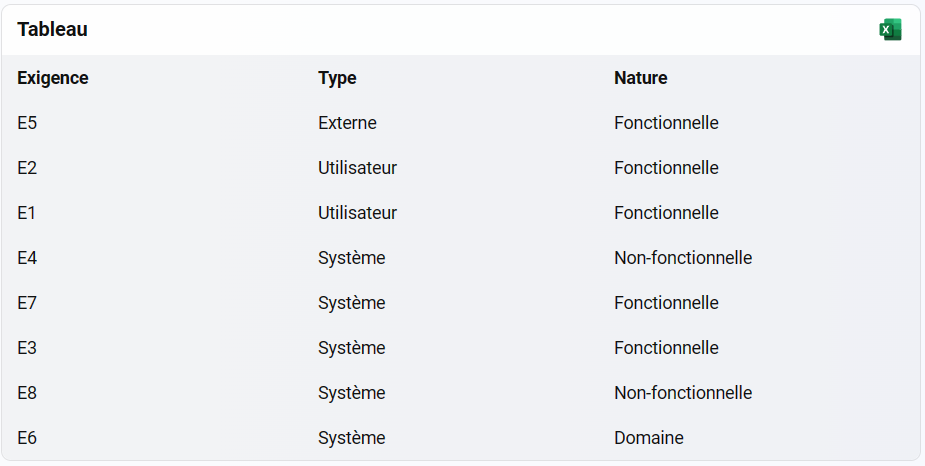 Tableau
Exigence Type Nature
E5 Externe Fonctionnelle
E2 Utilisateur Fonctionnelle
E1 Utilisateur Fonctionnelle
E4 Système Non-fonctionnelle
E7 Système Fonctionnelle
E3 Système Fonctionnelle
E8 Système Non-fonctionnelle
E6 Système Domaine